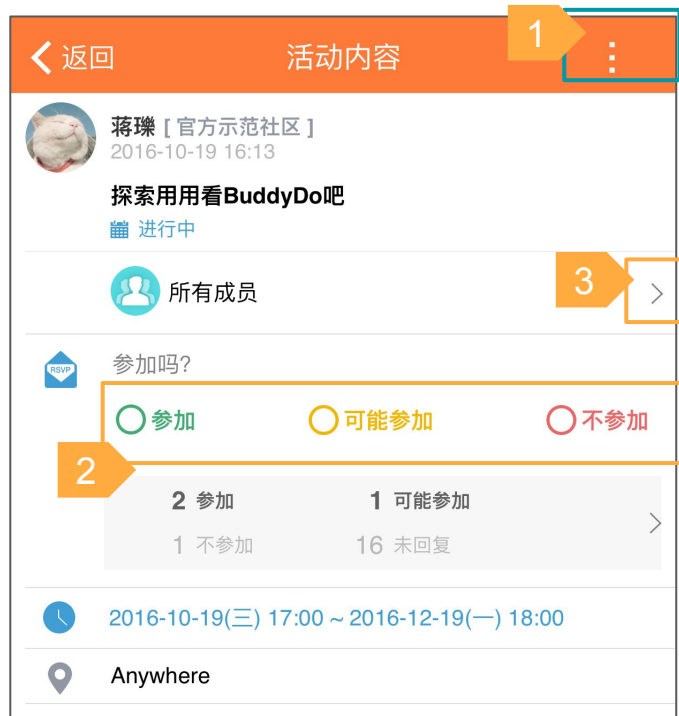 返回 活动内容 1
蒋瓅 [ 官方示范社区 ]
2016-10-19 16:13
探索用用看BuddyDo吧
进行中
所有成员 3
RSVP 参加吗?
参加 可能参加 不参加
2
2 参加 1 可能参加
1 不参加 16 未回复
2016-10-19(三) 17:00 ~ 2016-12-19(一) 18:00
Anywhere